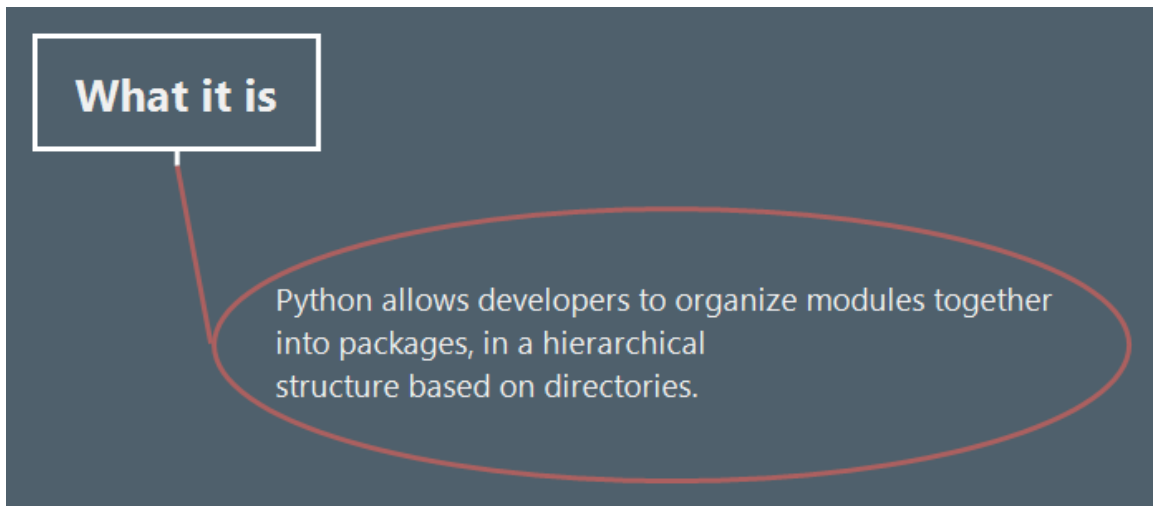 What it is
Python allows developers to organize modules together
into packages, in a hierarchical
structure based on directories.